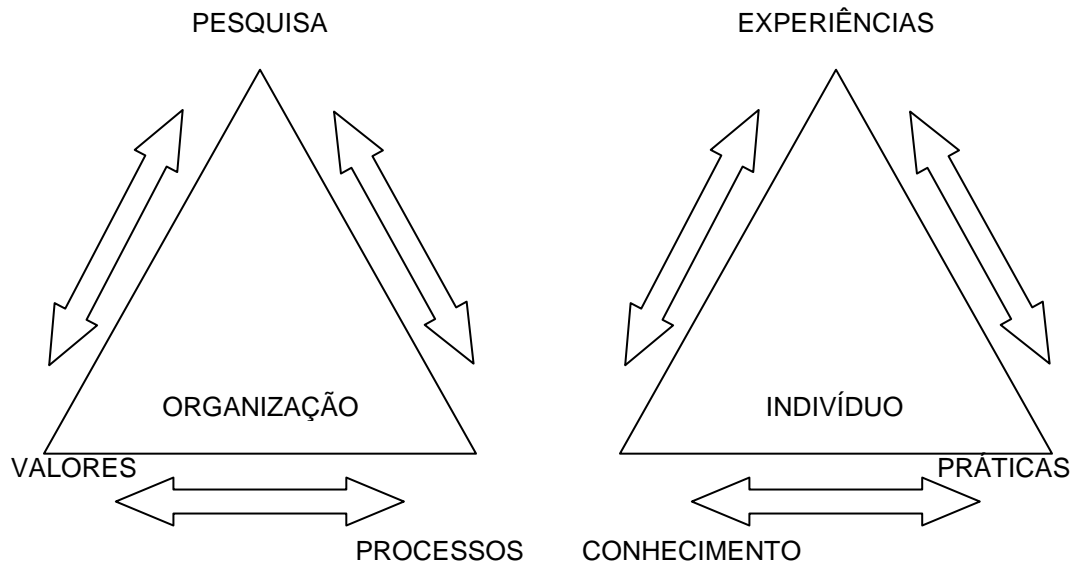 PESQUISA
EXPERIÊNCIAS
ORGANIZAÇÃO
INDIVÍDUO
VALORES
PRÁTICAS
PROCESSOS
CONHECIMENTO